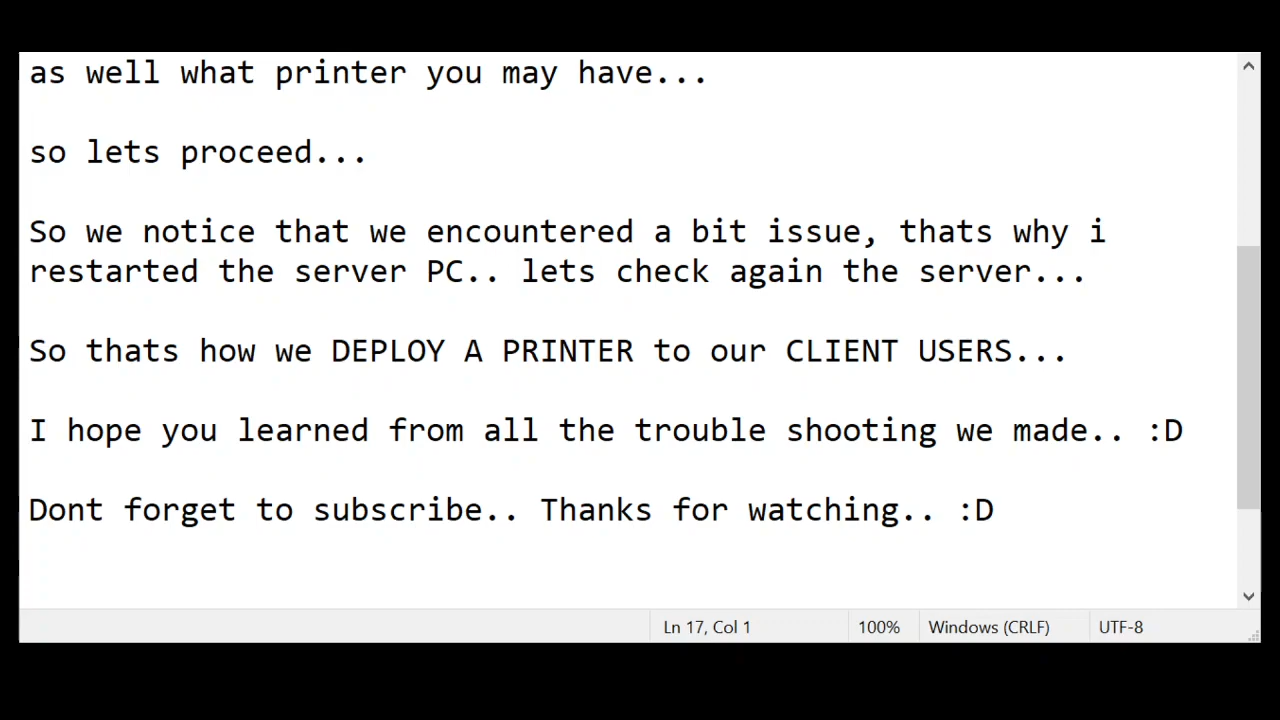 as well what printer you may have...
so lets proceed...
So we notice that we encountered a bit issue, thats why i
restarted the server PC.. lets check again the server...
So thats how we DEPLOY A PRINTER to our CLIENT USERS...
I hope you learned from all the trouble shooting we made.. :D
Dont forget to subscribe.. Thanks for watching.. :D
Ln 17, Col 1
100%
Windows (CRLF)
UTF-8